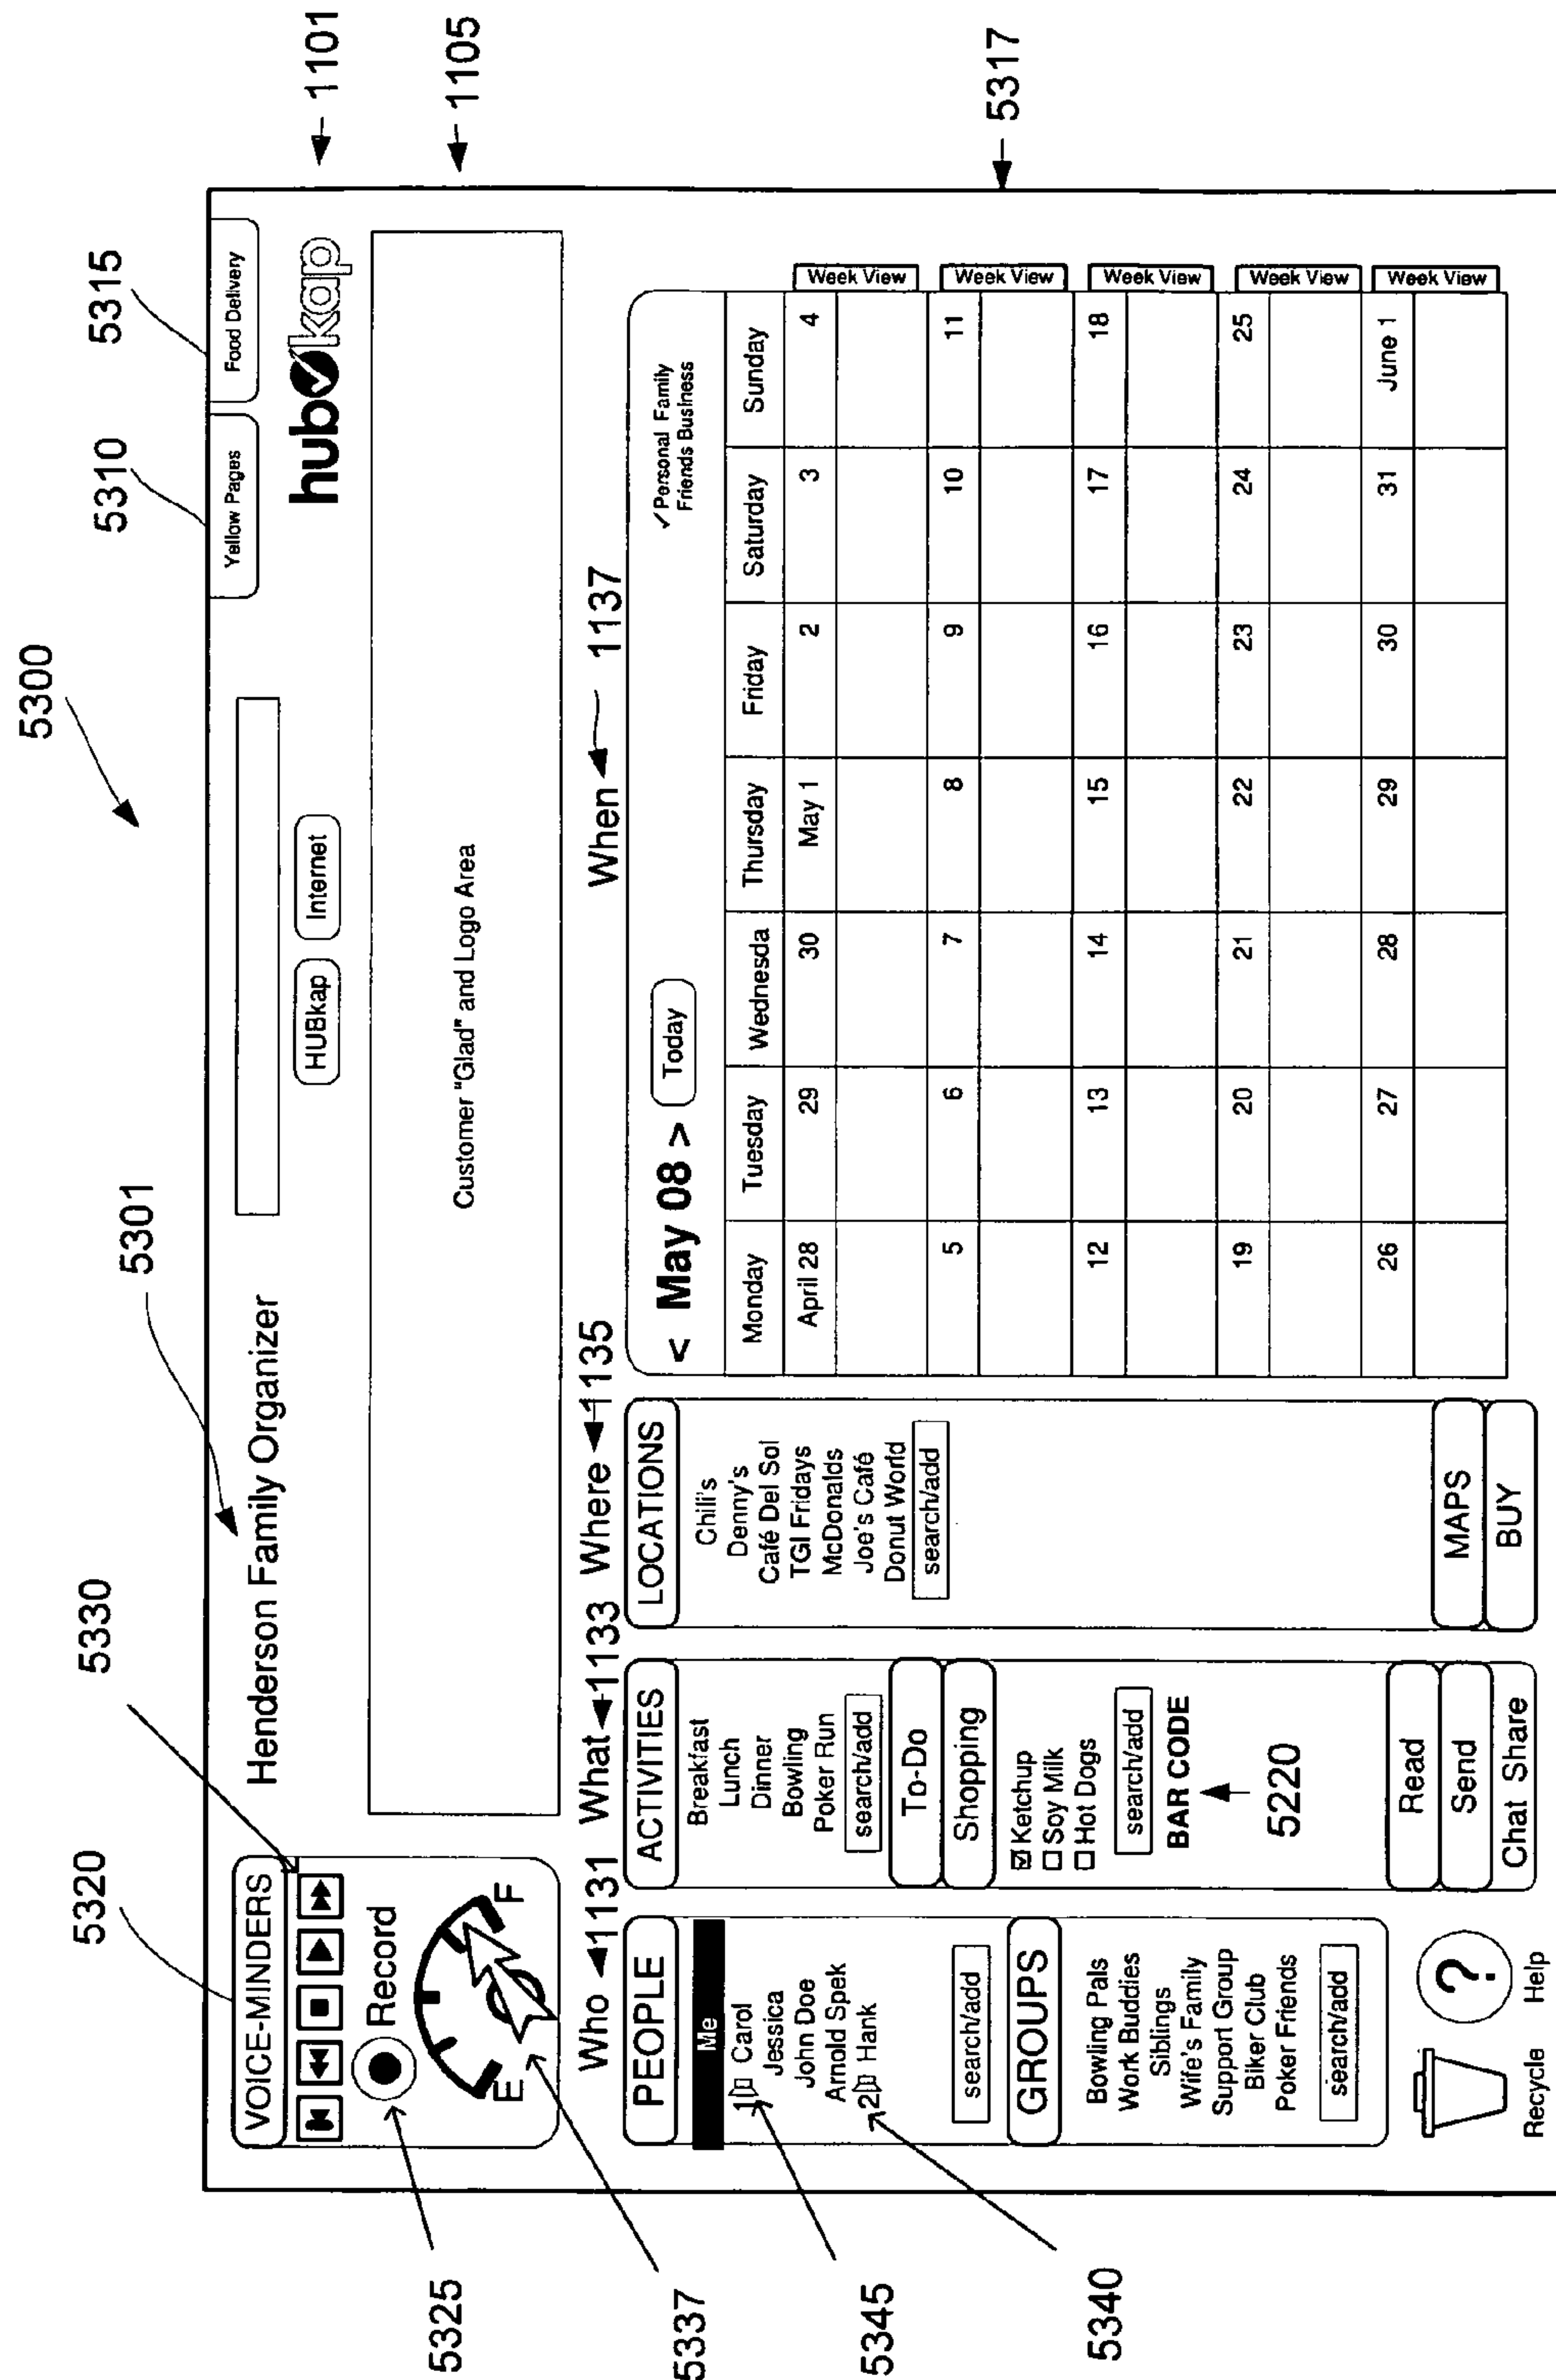 5300
5310
5315
5301
5330
5320
Yellow Pages
Food Delivery
Henderson Family Organizer
HUBkap
Internet
hub kap
1101
Customer "Glad" and Logo Area
1105
VOICE-MINDERS
Record
E
F
5325
5337
Who 1131
What 1133
Where 1135
When 1137
PEOPLE
Me
1 Carol
Jessica
John Doe
Arnold Spek
2 Hank
search/add
5345
5340
GROUPS
Bowling Pals
Work Buddies
Siblings
Wife's Family
Support Group
Biker Club
Poker Friends
search/add
Recycle
? Help
ACTIVITIES
Breakfast
Lunch
Dinner
Bowling
Poker Run
search/add
To-Do
Shopping
Ketchup
Soy Milk
Hot Dogs
search/add
BAR CODE
5220
Read
Send
Chat Share
LOCATIONS
Chili's
Denny's
Café Del Sol
TGI Fridays
McDonalds
Joe's Café
Donut World
search/add
MAPS
BUY
< May 08 > Today
✓Personal Family
Friends Business
Monday Tuesday Wednesda Thursday Friday Saturday Sunday
April 28 29 30 May 1 2 3 4
Week View
5 6 7 8 9 10 11
Week View
12 13 14 15 16 17 18
Week View
19 20 21 22 23 24 25
Week View
26 27 28 29 30 31 June 1
Week View
5317